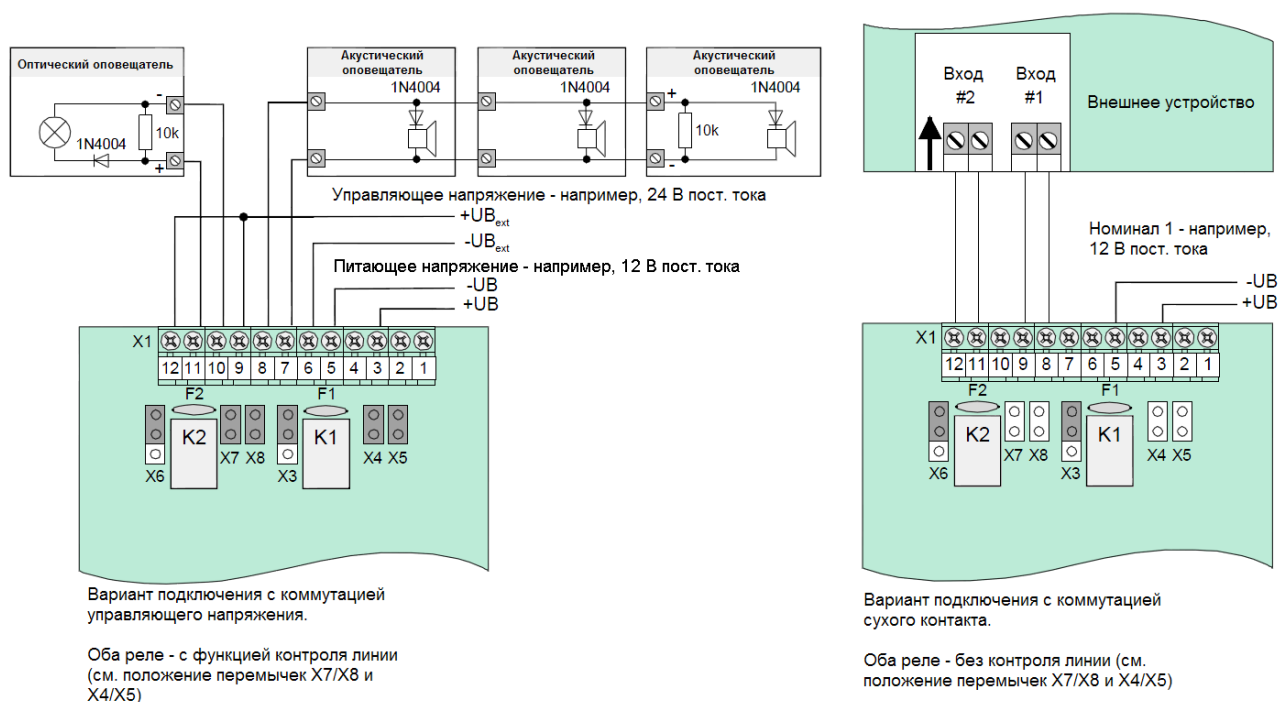 Оптический оповещатель
-
10k
1N4004
+
Акустический
оповещатель
1N4004
Акустический
оповещатель
1N4004
Акустический
оповещатель
1N4004
+
10k
-
Управляющее напряжение - например, 24 В пост. тока
+UBext
-UBext
Питающее напряжение - например, 12 В пост. тока
-UB
+UB
X1
12 11 10 9 8 7 6 5 4 3 2 1
F2 F1
K2 K1
X6 X7 X8 X3 X4 X5
Вариант подключения с коммутацией
управляющего напряжения.
Оба реле - с функцией контроля линии
(см. положение перемычек X7/X8 и
X4/X5)
Вход
#2
Вход
#1
Внешнее устройство
Номинал 1 - например,
12 В пост. тока
-UB
+UB
X1
12 11 10 9 8 7 6 5 4 3 2 1
F2 F1
K2 K1
X6 X7 X8 X3 X4 X5
Вариант подключения с коммутацией
сухого контакта.
Оба реле - без контроля линии (см.
положение перемычек X7/X8 и X4/X5)